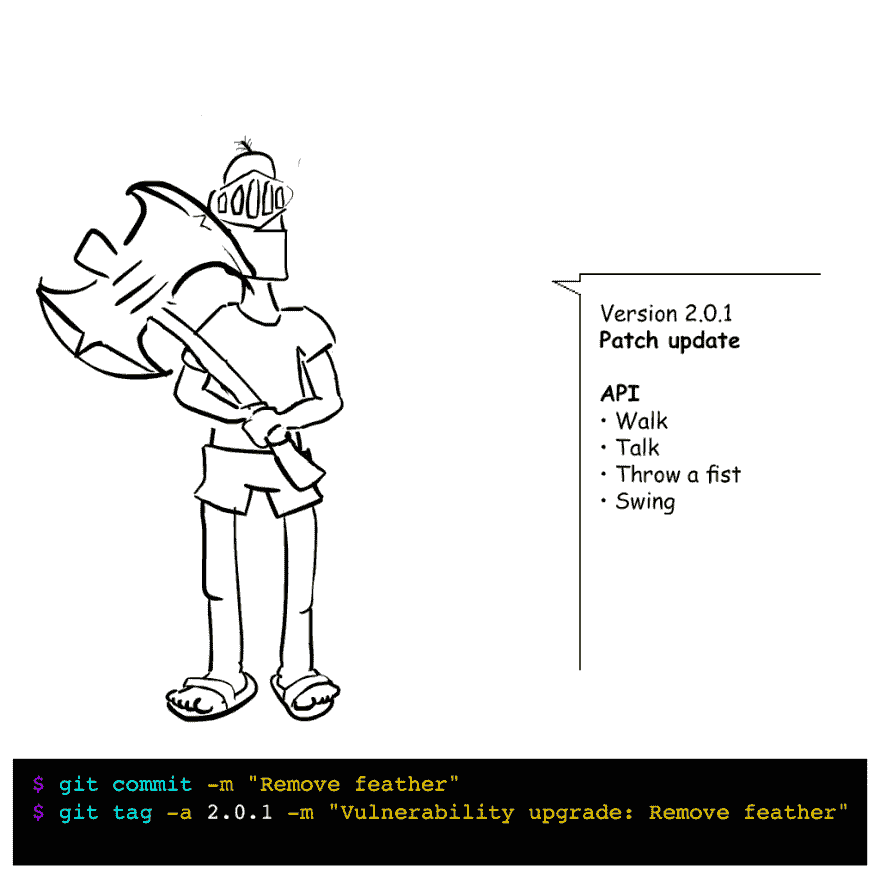 Version 2.0.1
Patch update
API
• Walk
• Talk
• Throw a fist
• Swing
$ git commit -m "Remove feather"
$ git tag -a 2.0.1 -m "Vulnerability upgrade: Remove feather"